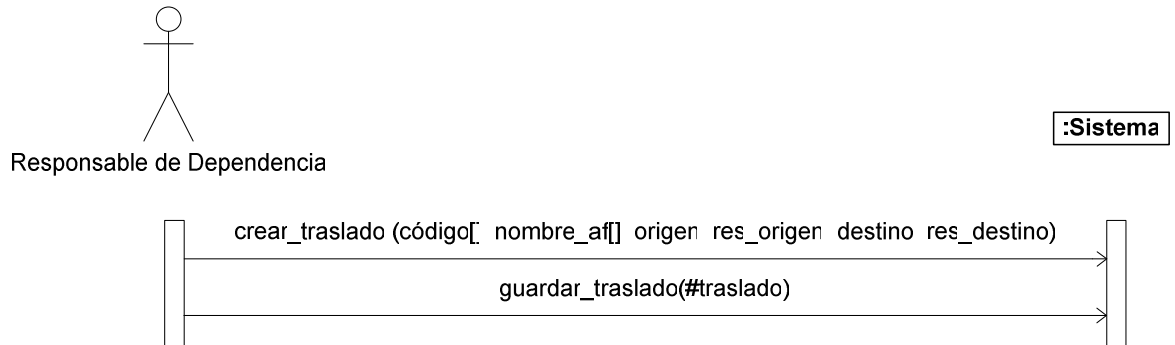 :Sistema
Responsable de Dependencia
crear_traslado (código[] nombre_af[] origen res_origen destino res_destino)
guardar_traslado(#traslado)